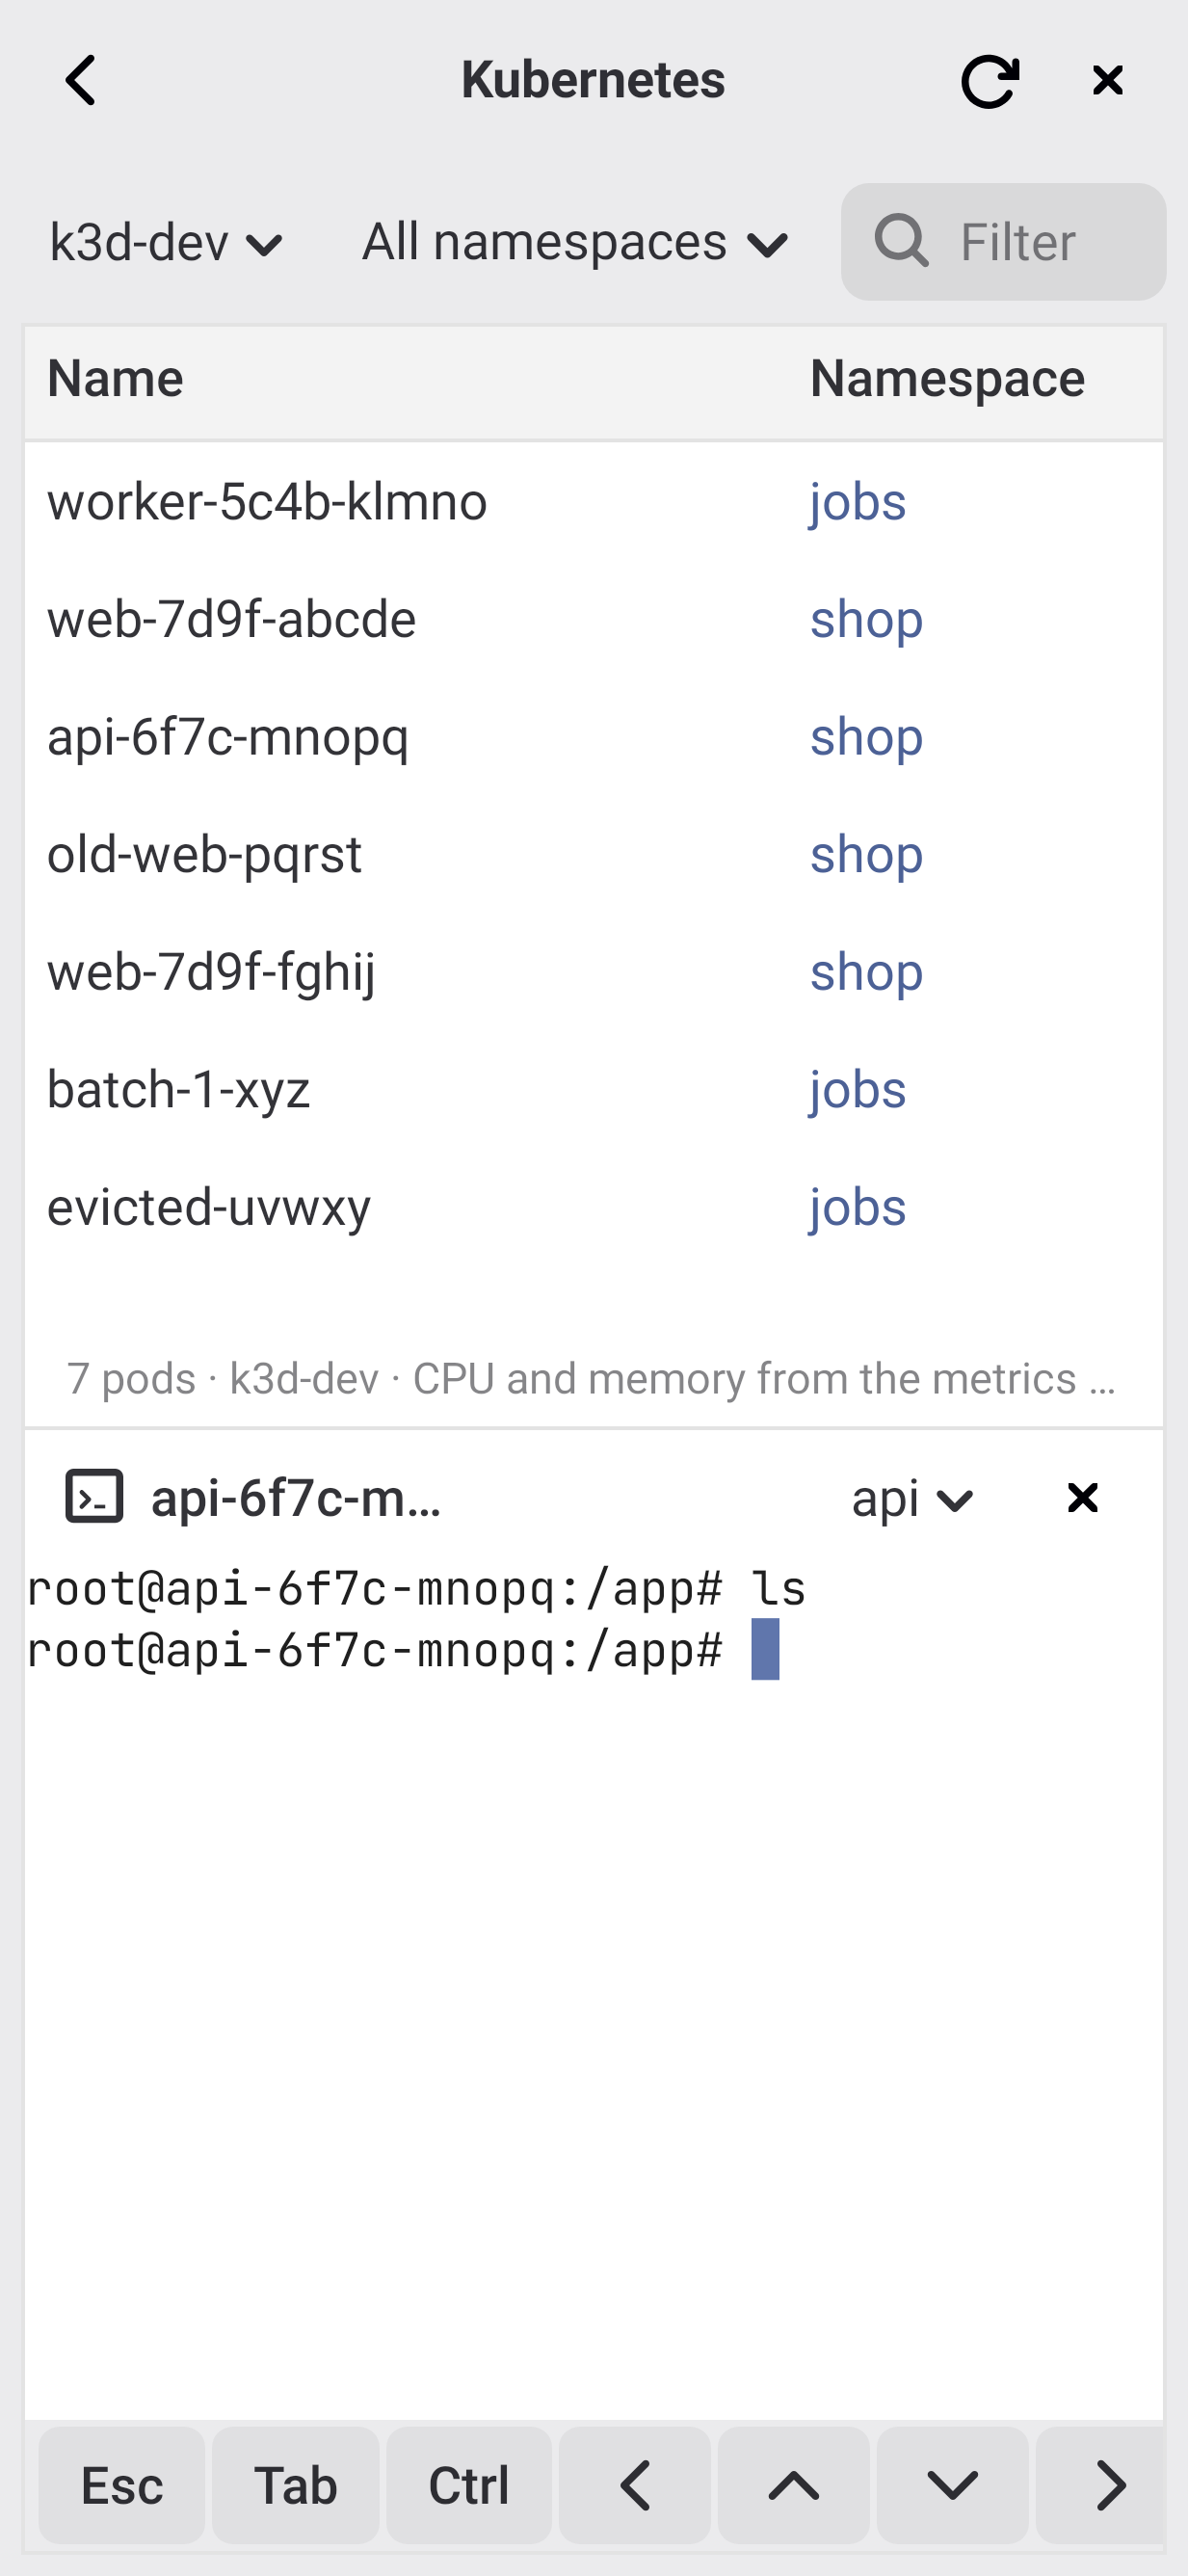 Kubernetes
k3d-dev All namespaces Filter
Name Namespace
worker-5c4b-klmno jobs
web-7d9f-abcde shop
api-6f7c-mnopq shop
old-web-pqrst shop
web-7d9f-fghij shop
batch-1-xyz jobs
evicted-uvwxy jobs
7 pods · k3d-dev · CPU and memory from the metrics …
api-6f7c-m… api
root@api-6f7c-mnopq:/app# ls
root@api-6f7c-mnopq:/app#
Esc Tab Ctrl